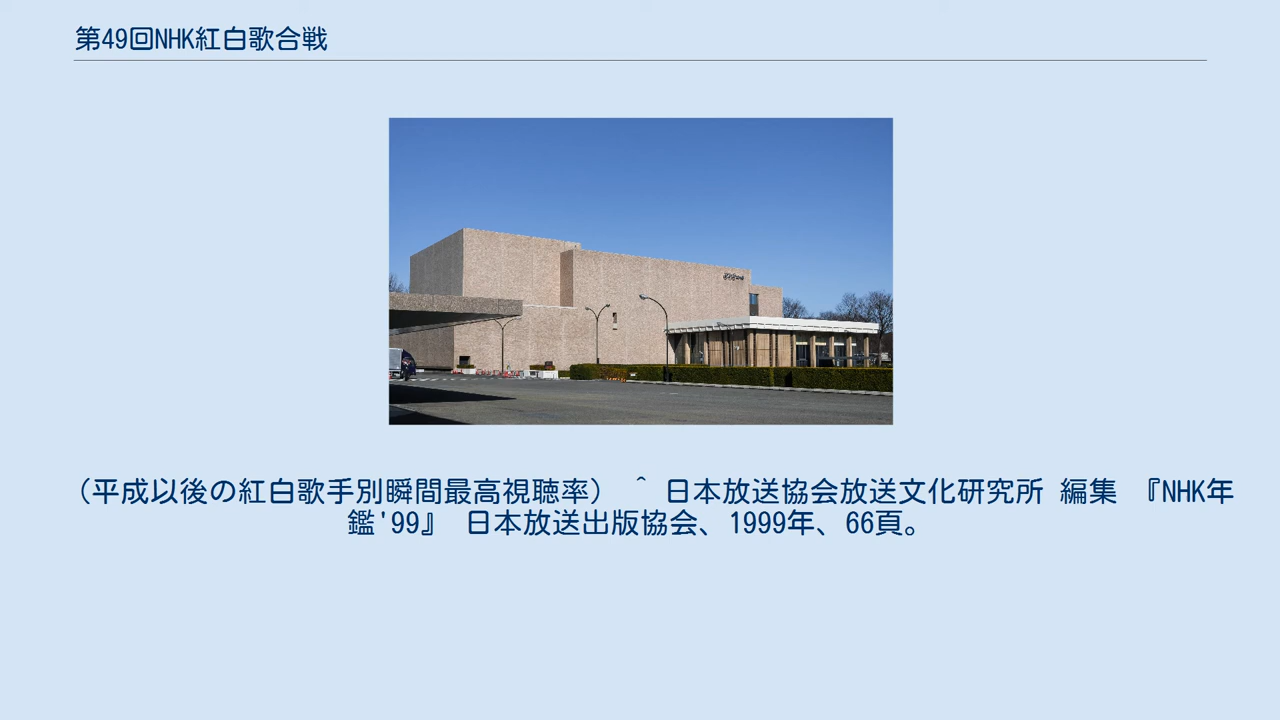 第49回NHK紅白歌合戦
（平成以後の紅白歌手別瞬間最高視聴率） ^ 日本放送協会放送文化研究所 編集 『NHK年
鑑'99』 日本放送出版協会、1999年、66頁。